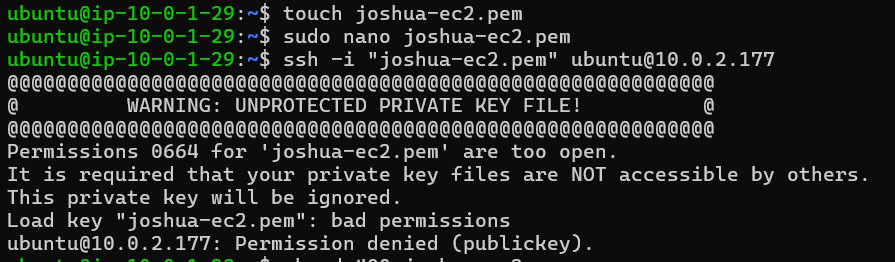 ubuntu@ip-10-0-1-29:~$ touch joshua-ec2.pem
ubuntu@ip-10-0-1-29:~$ sudo nano joshua-ec2.pem
ubuntu@ip-10-0-1-29:~$ ssh -i "joshua-ec2.pem" ubuntu@10.0.2.177
@@@@@@@@@@@@@@@@@@@@@@@@@@@@@@@@@@@@@@@@@@@@@@@@@@@@@@@@@@@
@         WARNING: UNPROTECTED PRIVATE KEY FILE!          @
@@@@@@@@@@@@@@@@@@@@@@@@@@@@@@@@@@@@@@@@@@@@@@@@@@@@@@@@@@@
Permissions 0664 for 'joshua-ec2.pem' are too open.
It is required that your private key files are NOT accessible by others.
This private key will be ignored.
Load key "joshua-ec2.pem": bad permissions
ubuntu@10.0.2.177: Permission denied (publickey).